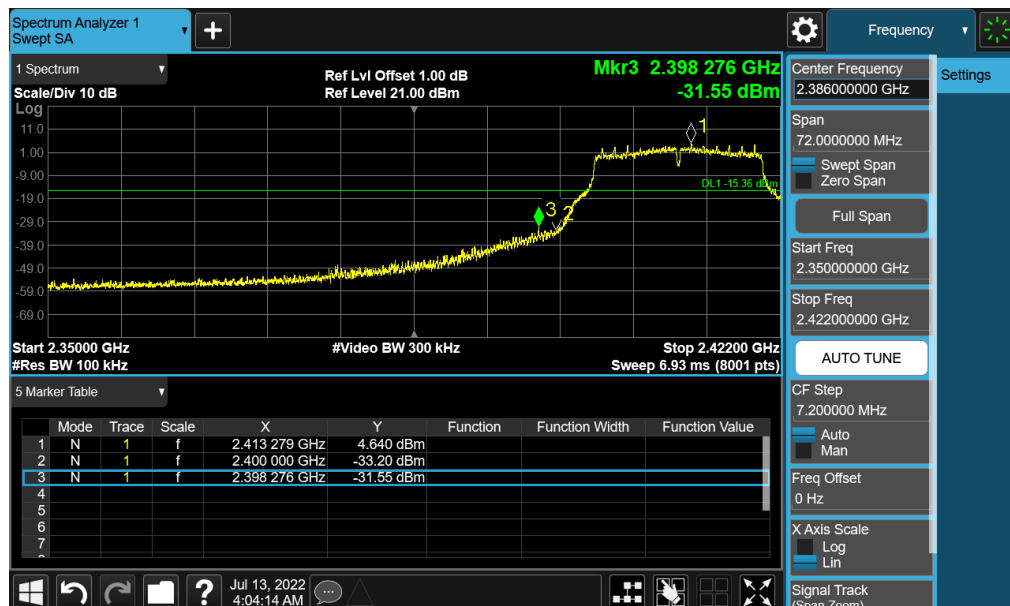 Spectrum Analyzer 1
Swept SA
Frequency
1 Spectrum
Scale/Div 10 dB
Ref Lvl Offset 1.00 dB
Ref Level 21.00 dBm
Mkr3 2.398 276 GHz
-31.55 dBm
Log
11.0
1.00
-9.00
-19.0
-29.0
-39.0
-49.0
-59.0
-69.0
1
DL1 -15.36 dBm
3
2
Start 2.35000 GHz
#Res BW 100 kHz
#Video BW 300 kHz
Stop 2.42200 GHz
Sweep 6.93 ms (8001 pts)
5 Marker Table
Mode Trace Scale X Y Function Function Width Function Value
1 N 1 f 2.413 279 GHz 4.640 dBm
2 N 1 f 2.400 000 GHz -33.20 dBm
3 N 1 f 2.398 276 GHz -31.55 dBm
4
5
6
7
Jul 13, 2022
4:04:14 AM
Center Frequency
2.386000000 GHz
Span
72.0000000 MHz
Swept Span
Zero Span
Full Span
Start Freq
2.350000000 GHz
Stop Freq
2.422000000 GHz
AUTO TUNE
CF Step
7.200000 MHz
Auto
Man
Freq Offset
0 Hz
X Axis Scale
Log
Lin
Signal Track
(Span Zoom)
Settings